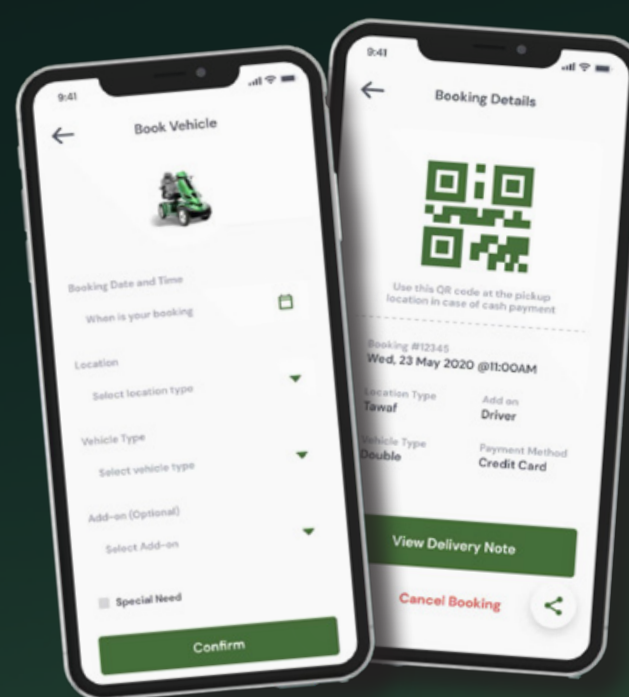 9:41
Book Vehicle
Booking Date and Time
When is your booking
Location
Select location type
Vehicle Type
Select vehicle type
Add-on (Optional)
Select Add-on
Special Need
Confirm
9:41
Booking Details
Use this QR code at the pickup
location in case of cash payment
Booking #12345
Wed, 23 May 2020 @11:00AM
Location Type
Add on
Tawaf
Driver
Vehicle Type
Payment Method
Double
Credit Card
View Delivery Note
Cancel Booking